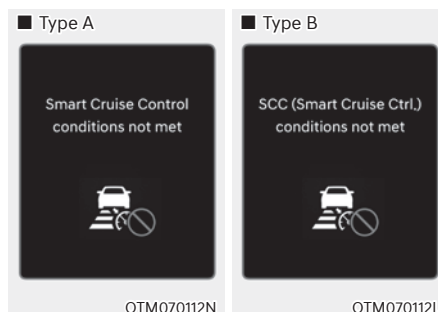 ■ Type A
Smart Cruise Control
conditions not met
OTM070112N
■ Type B
SCC (Smart Cruise Ctrl.)
conditions not met
OTM070112L